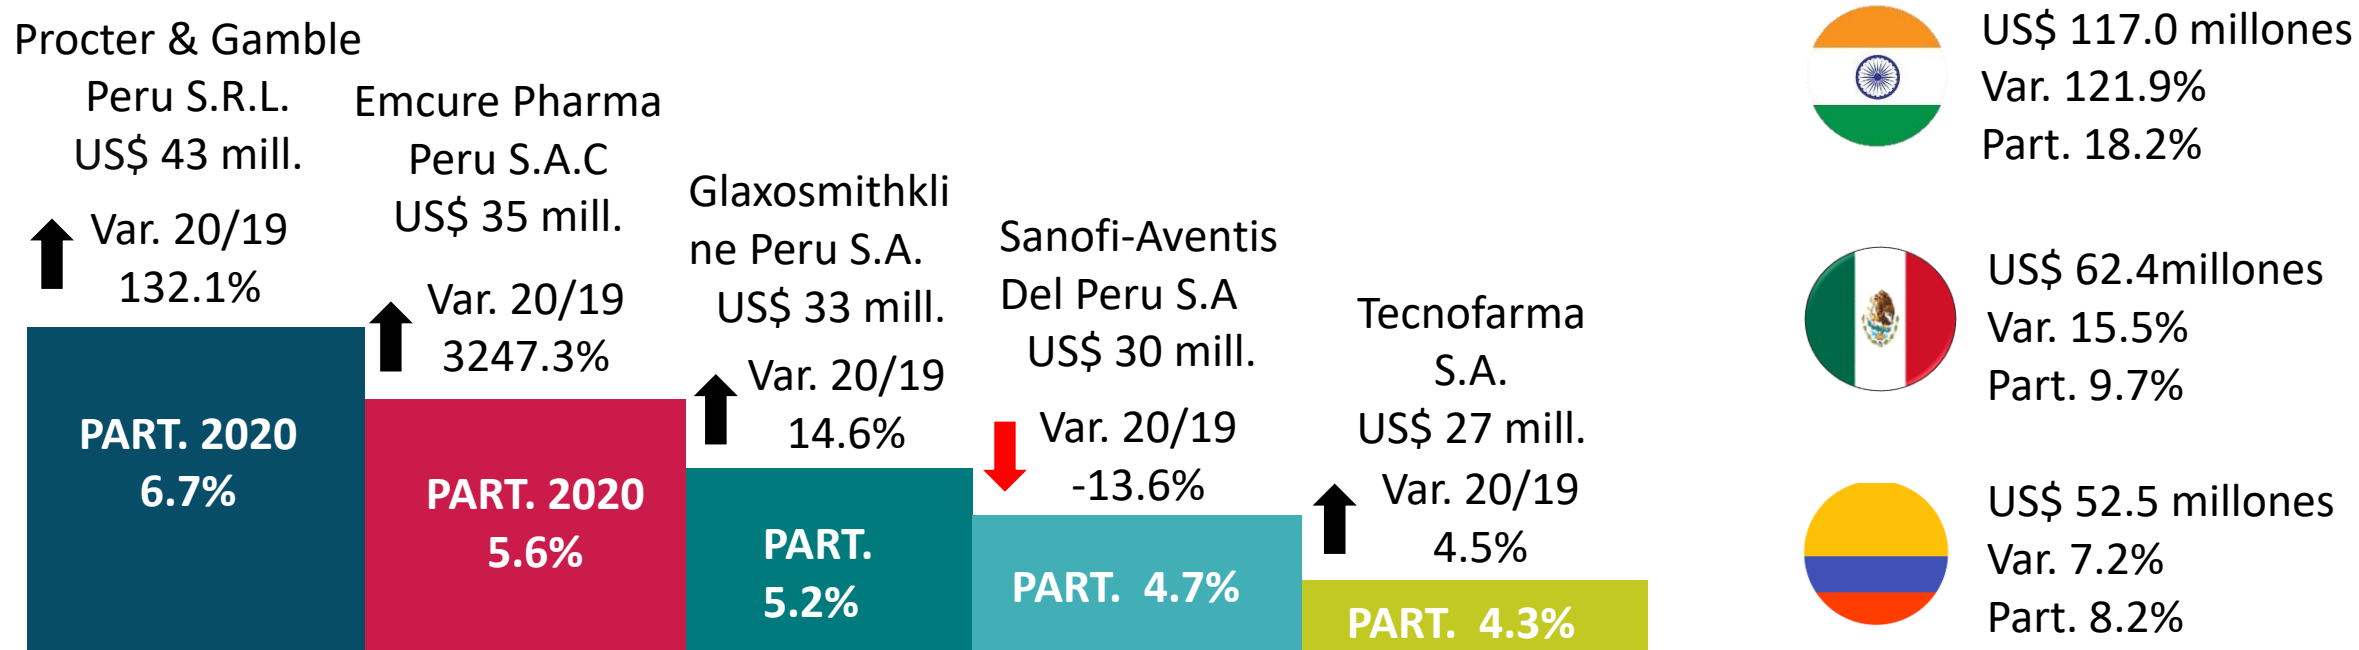 Procter & Gamble
Peru S.R.L.
US$ 43 mill.
Var. 20/19
132.1%
PART. 2020
6.7%
Emcure Pharma
Peru S.A.C
US$ 35 mill.
Var. 20/19
3247.3%
PART. 2020
5.6%
Glaxosmithkli
ne Peru S.A.
US$ 33 mill.
Var. 20/19
14.6%
PART.
5.2%
Sanofi-Aventis
Del Peru S.A
US$ 30 mill.
Var. 20/19
-13.6%
PART. 4.7%
Tecnofarma
S.A.
US$ 27 mill.
Var. 20/19
4.5%
PART. 4.3%
US$ 117.0 millones
Var. 121.9%
Part. 18.2%
US$ 62.4millones
Var. 15.5%
Part. 9.7%
US$ 52.5 millones
Var. 7.2%
Part. 8.2%